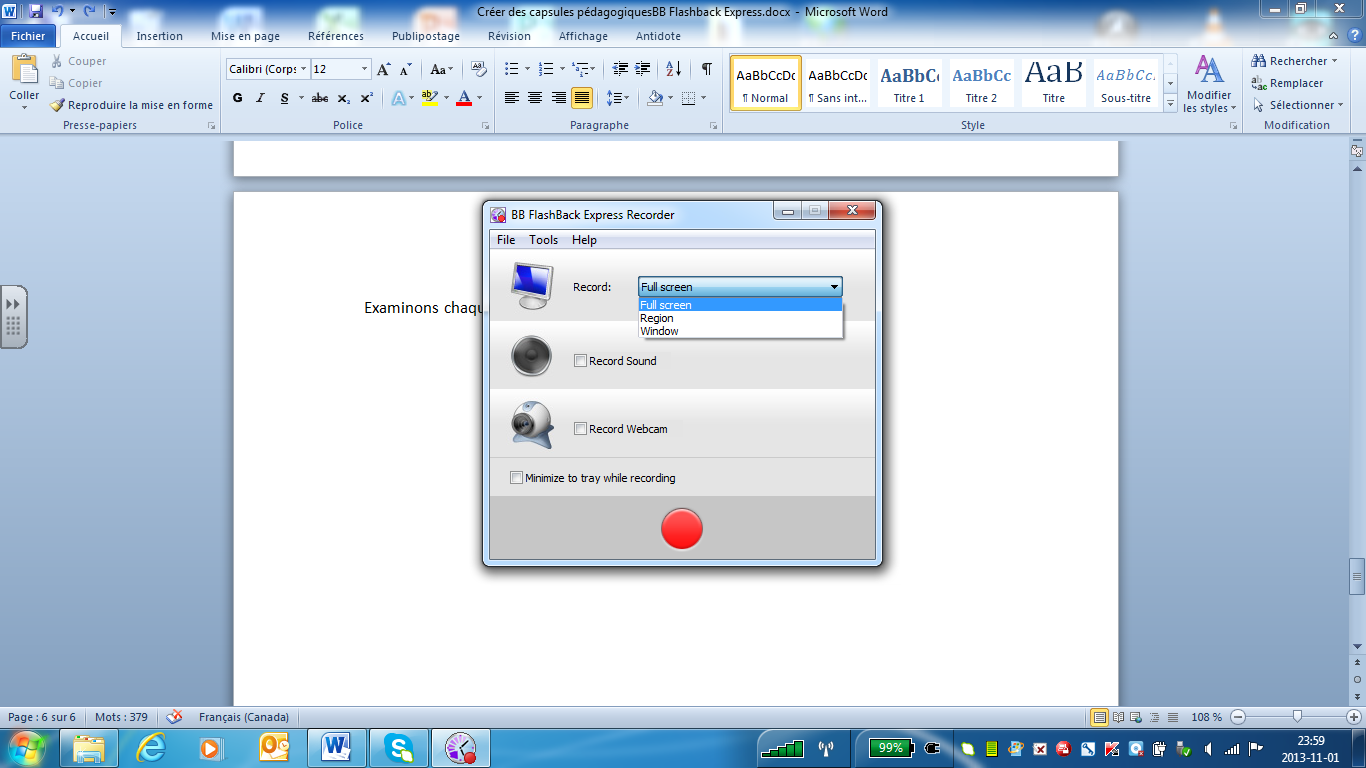 Créer des capsules pédagogiquesBB Flashback Express.docx - Microsoft Word
Fichier Accueil Insertion Mise en page Références Publipostage Révision Affichage Antidote
Coller
Couper
Copier
Reproduire la mise en forme
Presse-papiers
Calibri (Corps 12
Police
Paragraphe
AaBbCcDc AaBbCcDc AaBbCc AaBbCc AaB AaBbCc.
¶ Normal ¶ Sans int... Titre 1 Titre 2 Titre Sous-titre
Style
Modifier les styles
Rechercher
Remplacer
Sélectionner
Modification
Examinons chaqu
BB FlashBack Express Recorder
File Tools Help
Record: Full screen
Full screen
Region
Window
Record Sound
Record Webcam
Minimize to tray while recording
Page : 6 sur 6 Mots : 379 Français (Canada) 108 %
99%
23:59
2013-11-01